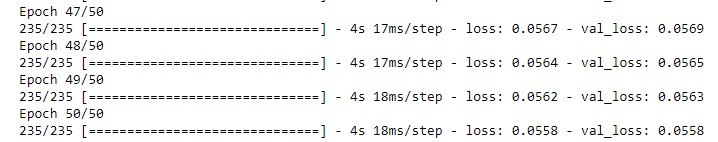 Epoch 47/50
235/235 [==============================] - 4s 17ms/step - loss: 0.0567 - val_loss: 0.0569
Epoch 48/50
235/235 [==============================] - 4s 17ms/step - loss: 0.0564 - val_loss: 0.0565
Epoch 49/50
235/235 [==============================] - 4s 18ms/step - loss: 0.0562 - val_loss: 0.0563
Epoch 50/50
235/235 [==============================] - 4s 18ms/step - loss: 0.0558 - val_loss: 0.0558